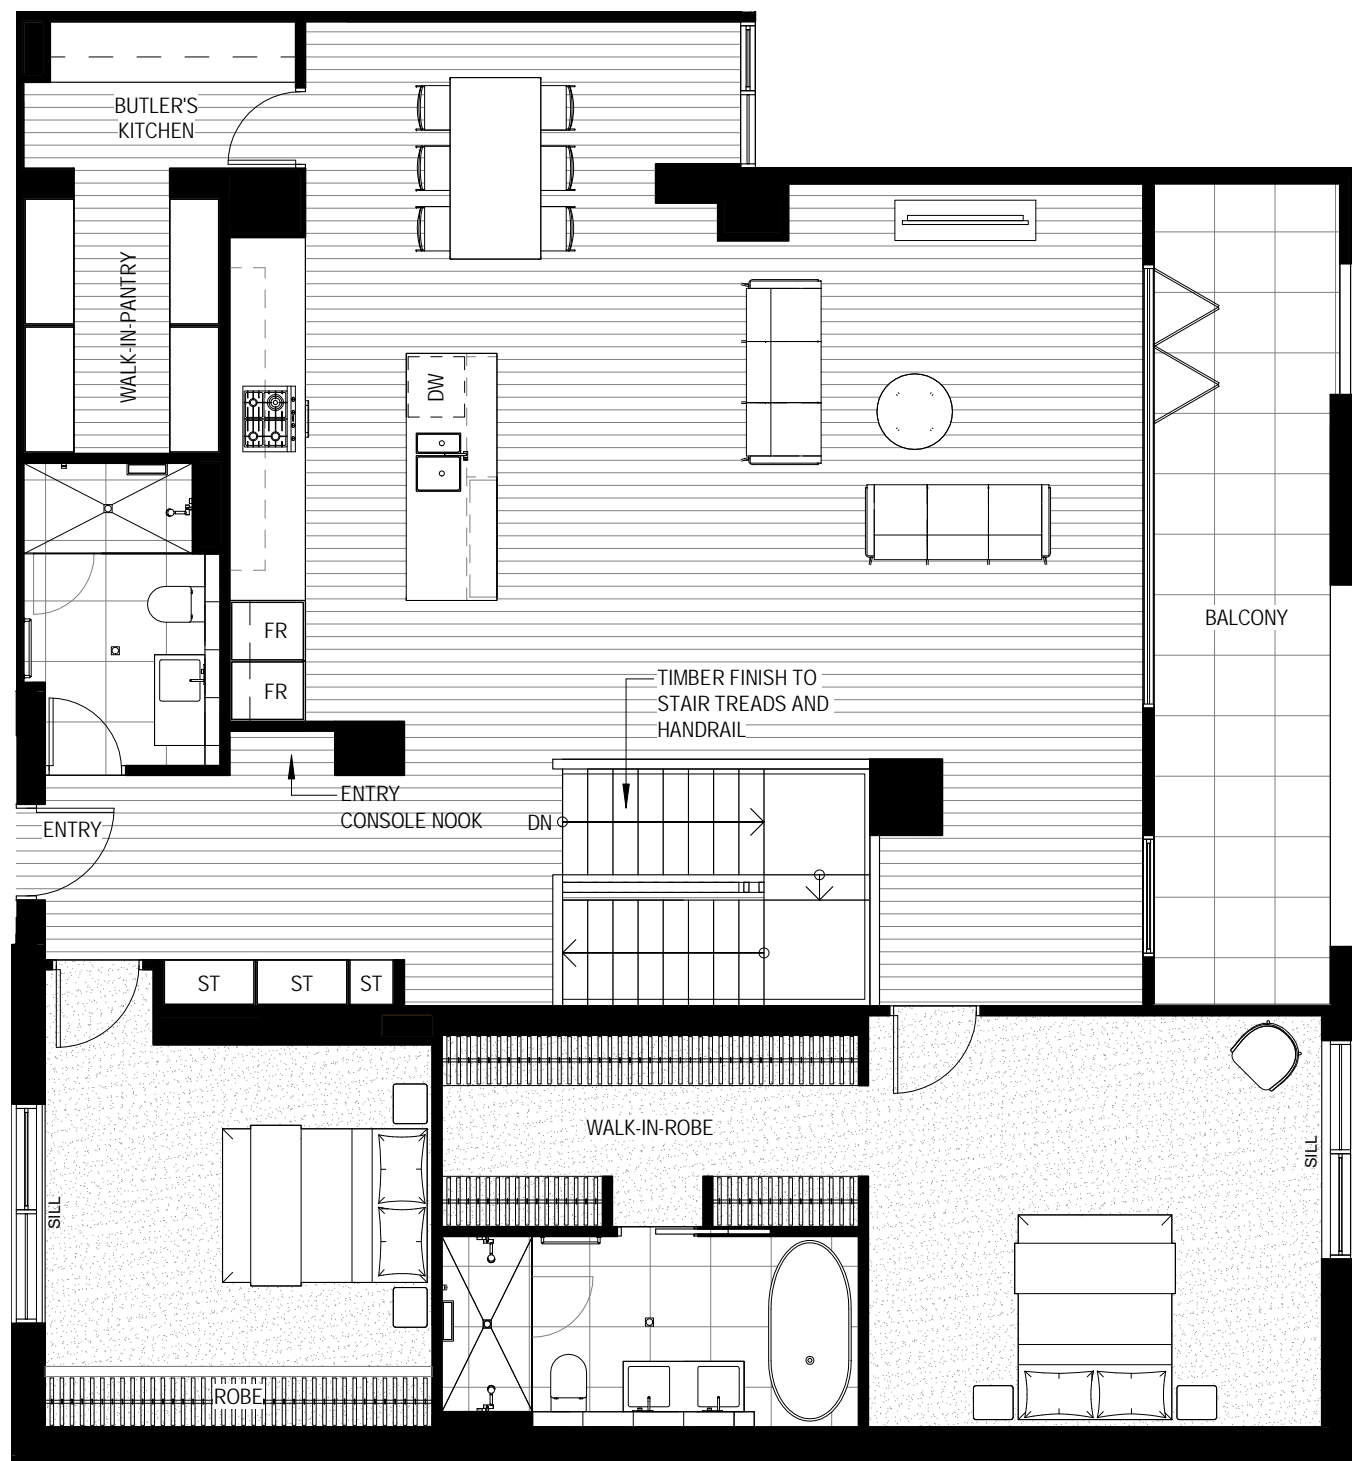 BUTLER'S
KITCHEN
WALK-IN-PANTRY
DW
FR
FR
BALCONY
TIMBER FINISH TO
STAIR TREADS AND
HANDRAIL
ENTRY
CONSOLE NOOK
DN
ENTRY
ST
ST
ST
WALK-IN-ROBE
SILL
SILL
ROBE